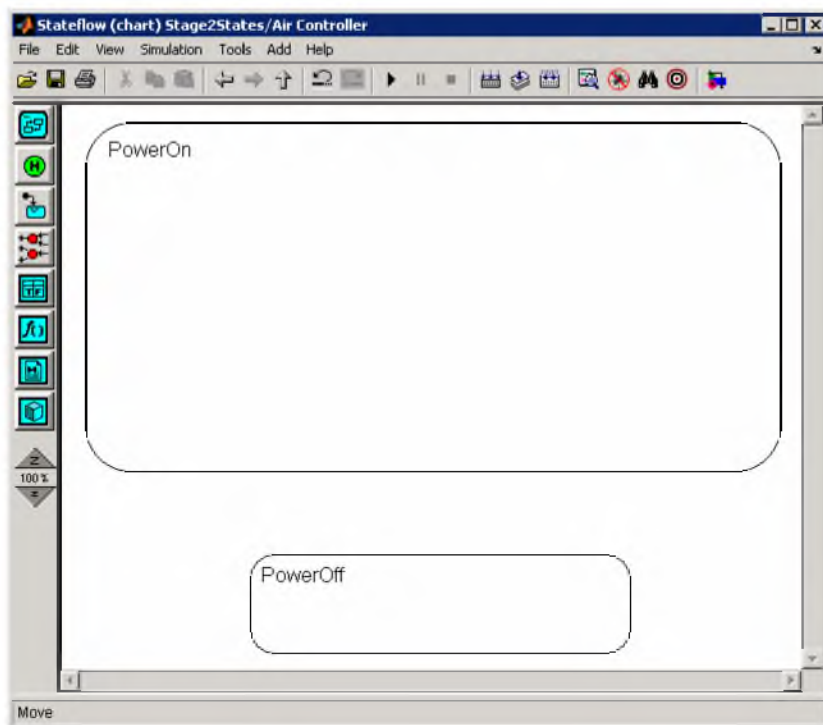 Stateflow (chart) Stage2States/Air Controller
File Edit View Simulation Tools Add Help
PowerOn
100%
PowerOff
Move